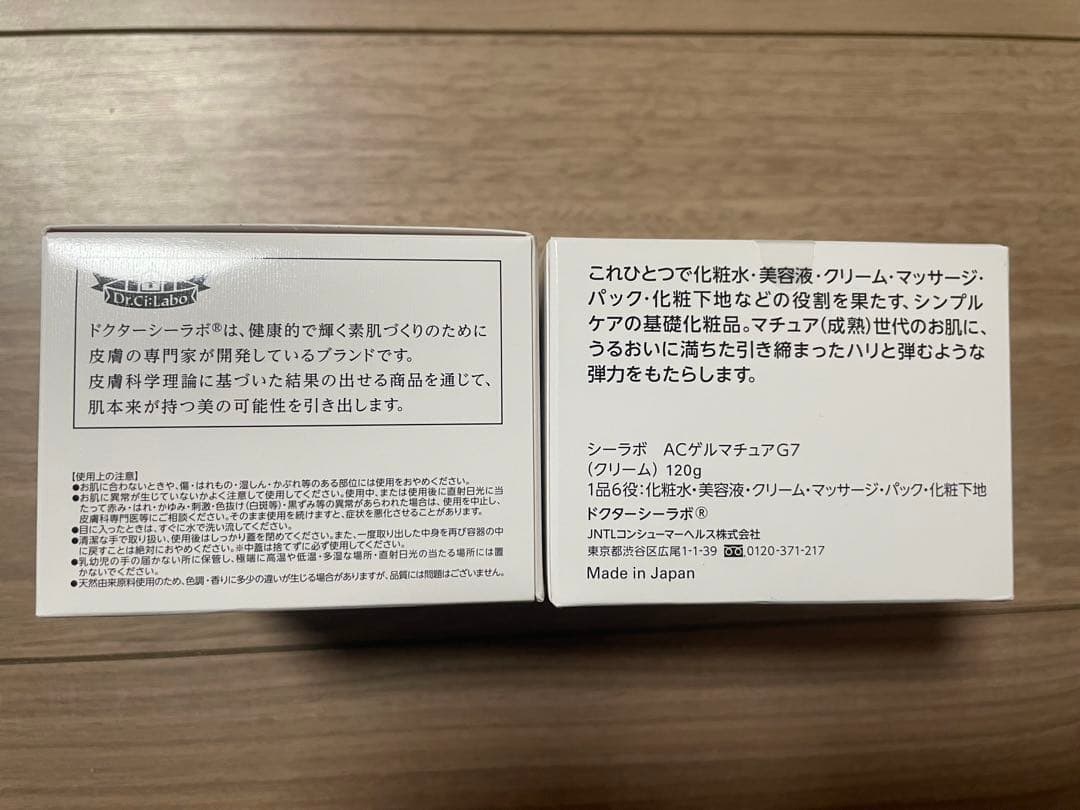 Dr.Ci:Labo
ドクターシーラボ®は、健康的で輝く素肌づくりのために
皮膚の専門家が開発しているブランドです。
皮膚科学理論に基づいた結果の出せる商品を通じて、
肌本来が持つ美の可能性を引き出します。
【使用上の注意】
●お肌に合わないときや、傷・はれもの・湿しん・かぶれ等のある部位には使用をおやめください。
●お肌に異常が生じていないかよく注意して使用してください。使用中、または使用後に直射日光に当
たって赤み・はれ・かゆみ・刺激・色抜け(白斑等)・黒ずみ等の異常があらわれた場合は、使用を中止し、
皮膚科専門医等にご相談ください。そのまま使用を続けますと、症状を悪化させることがあります。
●目に入ったときは、すぐに水で洗い流してください。
●清潔な手で取り扱い、使用後はしっかり蓋を閉めてください。また、一度取り出した中身を再び容器の中
に戻すことは絶対におやめください。※中蓋は捨てずに必ず使用してください。
●乳幼児の手の届かない所に保管し、極端に高温や低温・多湿な場所・直射日光の当たる場所には置
かないでください。
●天然由来原料使用のため、色調・香りに多少の違いが生じる場合がありますが、品質には問題はございません。
これひとつで化粧水・美容液・クリーム・マッサージ・
パック・化粧下地などの役割を果たす、シンプル
ケアの基礎化粧品。マチュア(成熟)世代のお肌に、
うるおいに満ちた引き締まったハリと弾むような
弾力をもたらします。
シーラボ ACゲルマチュアG7
(クリーム) 120g
1品6役：化粧水・美容液・クリーム・マッサージ・パック・化粧下地
ドクターシーラボ®
JNTLコンシューマーヘルス株式会社
東京都渋谷区広尾1-1-39 0120-371-217
Made in Japan